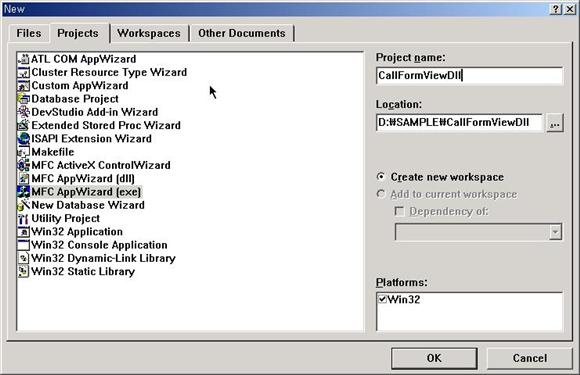 New
Files
Projects
Workspaces
Other Documents
ATL COM AppWizard
Cluster Resource Type Wizard
Custom AppWizard
Database Project
DevStudio Add-in Wizard
Extended Stored Proc Wizard
ISAPI Extension Wizard
Makefile
MFC ActiveX ControlWizard
MFC AppWizard (dll)
MFC AppWizard (exe)
New Database Wizard
Utility Project
Win32 Application
Win32 Console Application
Win32 Dynamic-Link Library
Win32 Static Library
Project name:
CallFormViewDll
Location:
D:₩SAMPLE₩CallFormViewDll
...
Create new workspace
Add to current workspace
Dependency of:
Platforms:
Win32
OK
Cancel